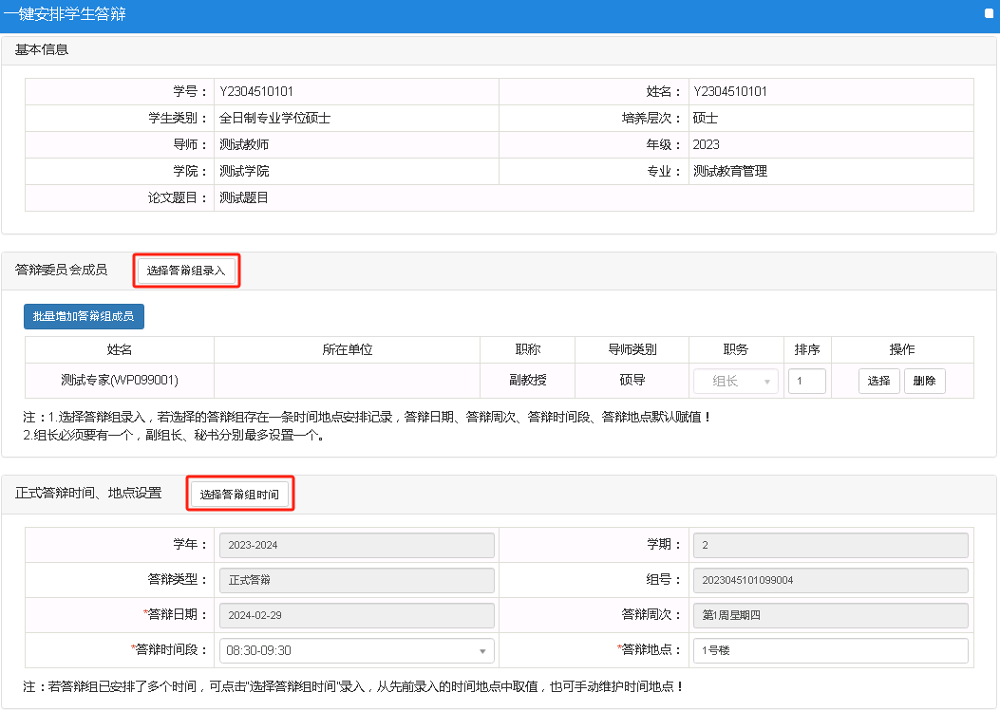 一键安排学生答辩
基本信息
学号： Y2304510101 姓名： Y2304510101
学生类别： 全日制专业学位硕士 培养层次： 硕士
导师： 测试教师 年级： 2023
学院： 测试学院 专业： 测试教育管理
论文题目： 测试题目
答辩委员会成员 选择答辩组录入
批量增加答辩组成员
姓名 所在单位 职称 导师类别 职务 排序 操作
测试专家(WP099001) 副教授 硕导 组长 1 选择 删除
注：1.选择答辩组录入，若选择的答辩组存在一条时间地点安排记录，答辩日期、答辩周次、答辩时间段、答辩地点默认赋值！
2.组长必须要有一个，副组长、秘书分别最多设置一个。
正式答辩时间、地点设置 选择答辩组时间
学年： 2023-2024 学期： 2
答辩类型： 正式答辩 组号： 2023045101099004
*答辩日期： 2024-02-29 答辩周次： 第1周星期四
*答辩时间段： 08:30-09:30 *答辩地点： 1号楼
注：若答辩组已安排了多个时间，可点击"选择答辩组时间"录入，从先前录入的时间地点中取值，也可手动维护时间地点！